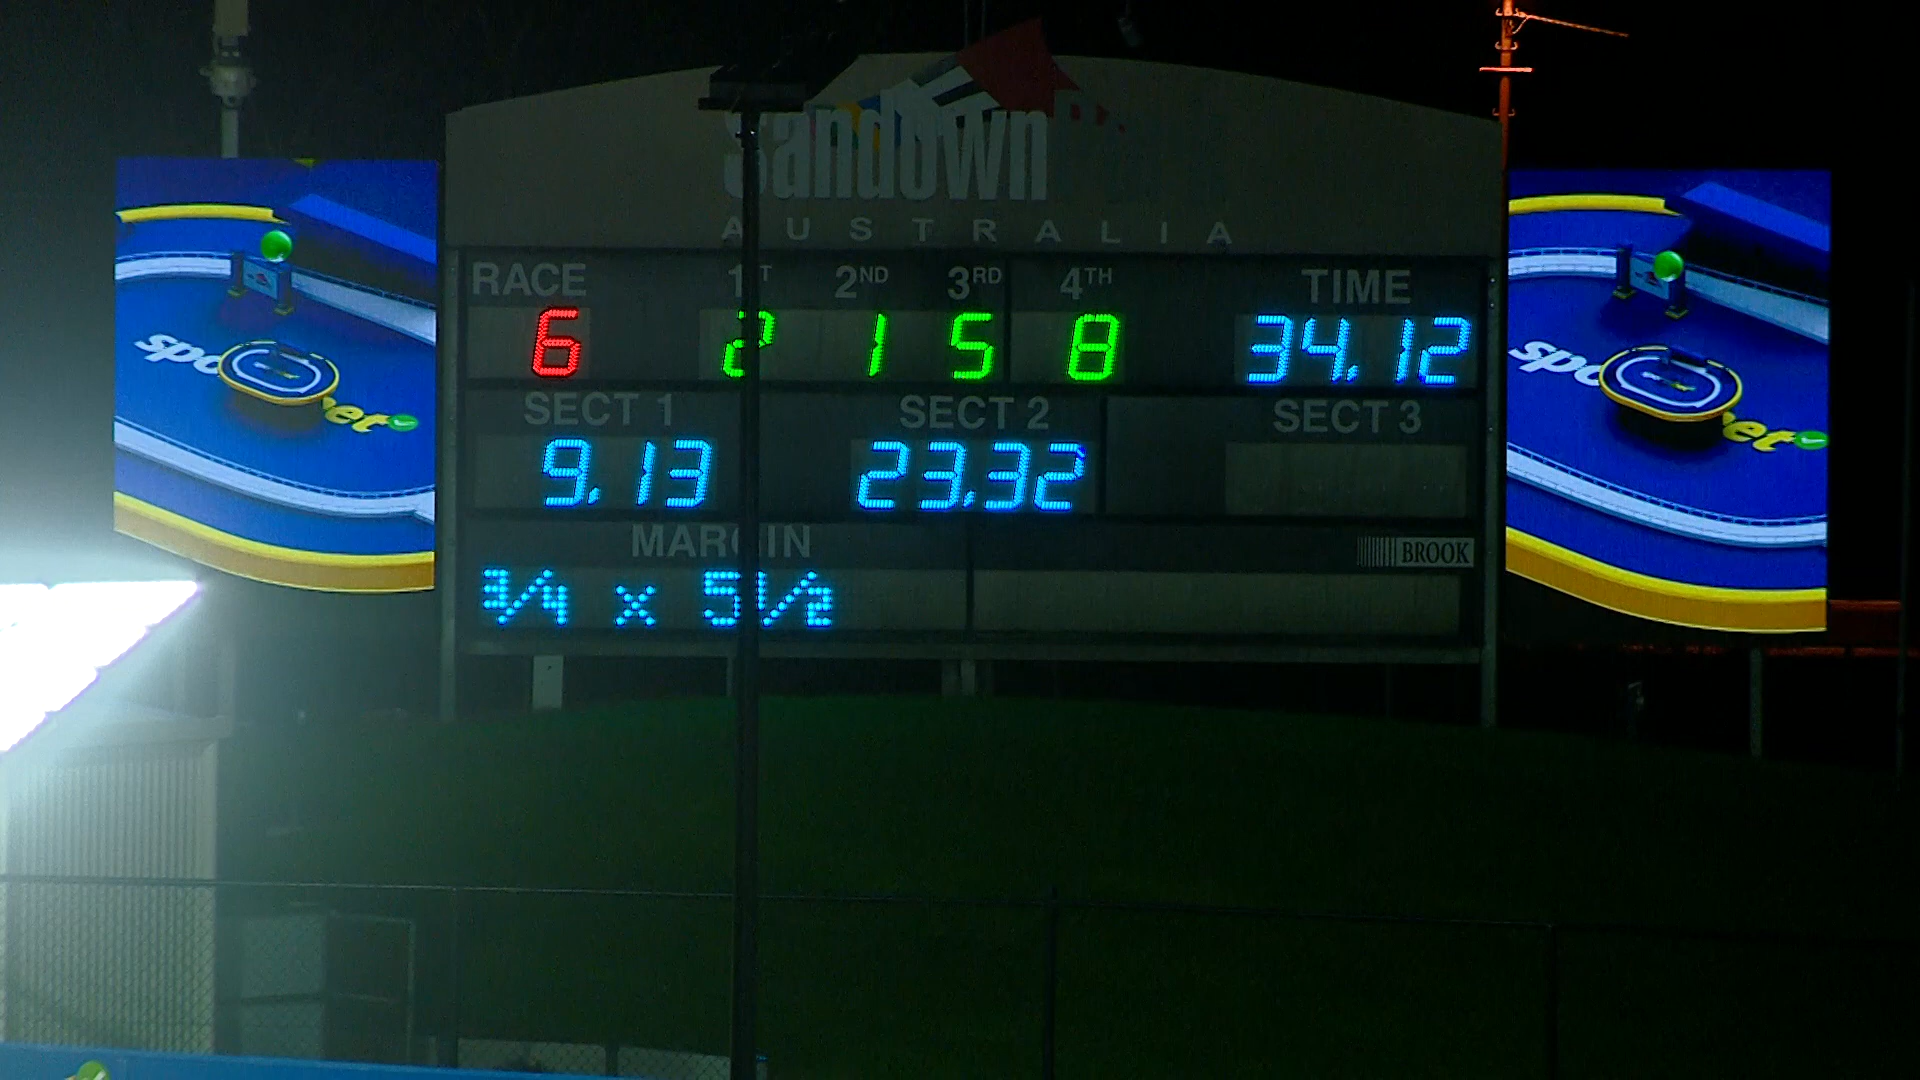 Sandown
AUSTRALIA
RACE 1ST 2ND 3RD 4TH TIME
6 2 1 5 8 34.12
SECT 1 SECT 2 SECT 3
9.13 23.32
MARGIN
BROOK
3/4 x 5 1/2